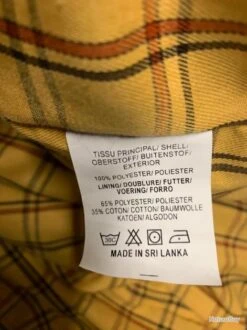 TISSU PRINCIPAL/ SHELL/
OBERSTOFF/ BUITENSTOF/
EXTERIOR
100% POLYESTER/ POLIESTER
LINING/ DOUBLURE/ FUTTER/
VOERING/ FORRO
65% POLYESTER/ POLIESTER
35% COTON/ COTTON/ BAUMWOLLE
KATOEN/ ALGODON
MADE IN SRI LANKA